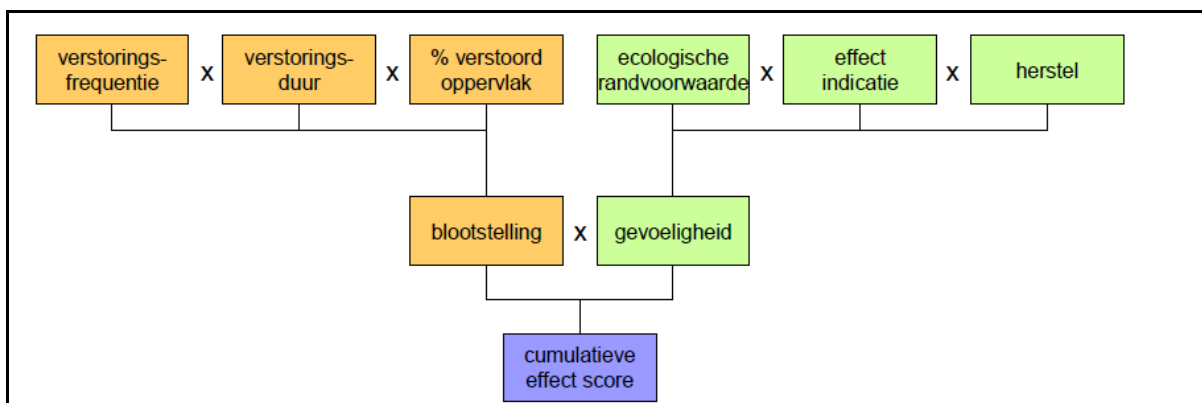 verstorings-
frequentie
x
verstorings-
duur
x
% verstoord
oppervlak
ecologische
randvoorwaarde
x
effect
indicatie
x
herstel
blootstelling
x
gevoeligheid
cumulatieve
effect score